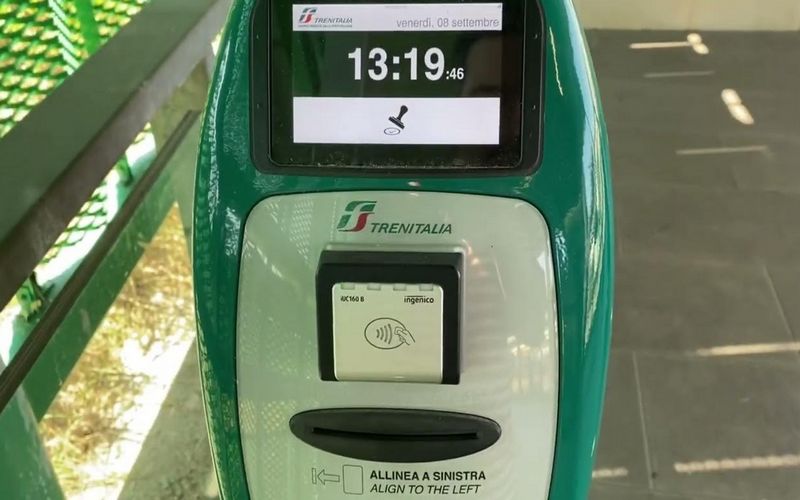 TRENITALIA
venerdì, 08 settembre
13:19:46
TRENITALIA
iUC160 B
ingenico
ALLINEA A SINISTRA
ALIGN TO THE LEFT